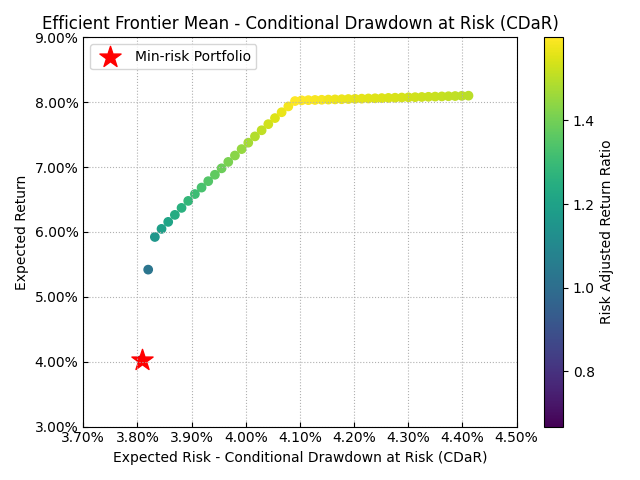 Efficient Frontier Mean - Conditional Drawdown at Risk (CDaR)
Min-risk Portfolio
9.00%
8.00%
7.00%
6.00%
5.00%
4.00%
3.00%
Expected Return
3.70% 3.80% 3.90% 4.00% 4.10% 4.20% 4.30% 4.40% 4.50%
Expected Risk - Conditional Drawdown at Risk (CDaR)
1.4
1.2
1.0
0.8
Risk Adjusted Return Ratio